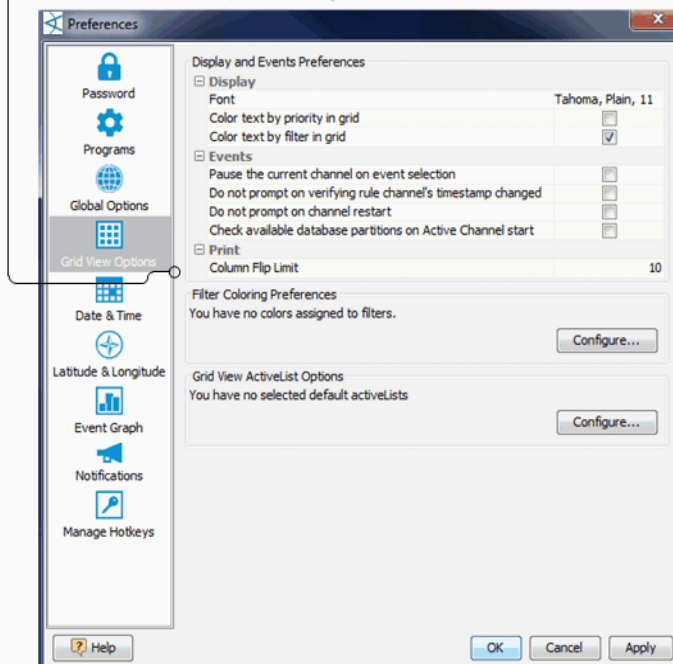 Preferences
Password
Programs
Global Options
Grid View Options
Date & Time
Latitude & Longitude
Event Graph
Notifications
Manage Hotkeys
Display and Events Preferences
Display
Font Tahoma, Plain, 11
Color text by priority in grid
Color text by filter in grid
Events
Pause the current channel on event selection
Do not prompt on verifying rule channel's timestamp changed
Do not prompt on channel restart
Check available database partitions on Active Channel start
Print
Column Flip Limit 10
Filter Coloring Preferences
You have no colors assigned to filters.
Configure...
Grid View ActiveList Options
You have no selected default activeLists
Configure...
Help OK Cancel Apply